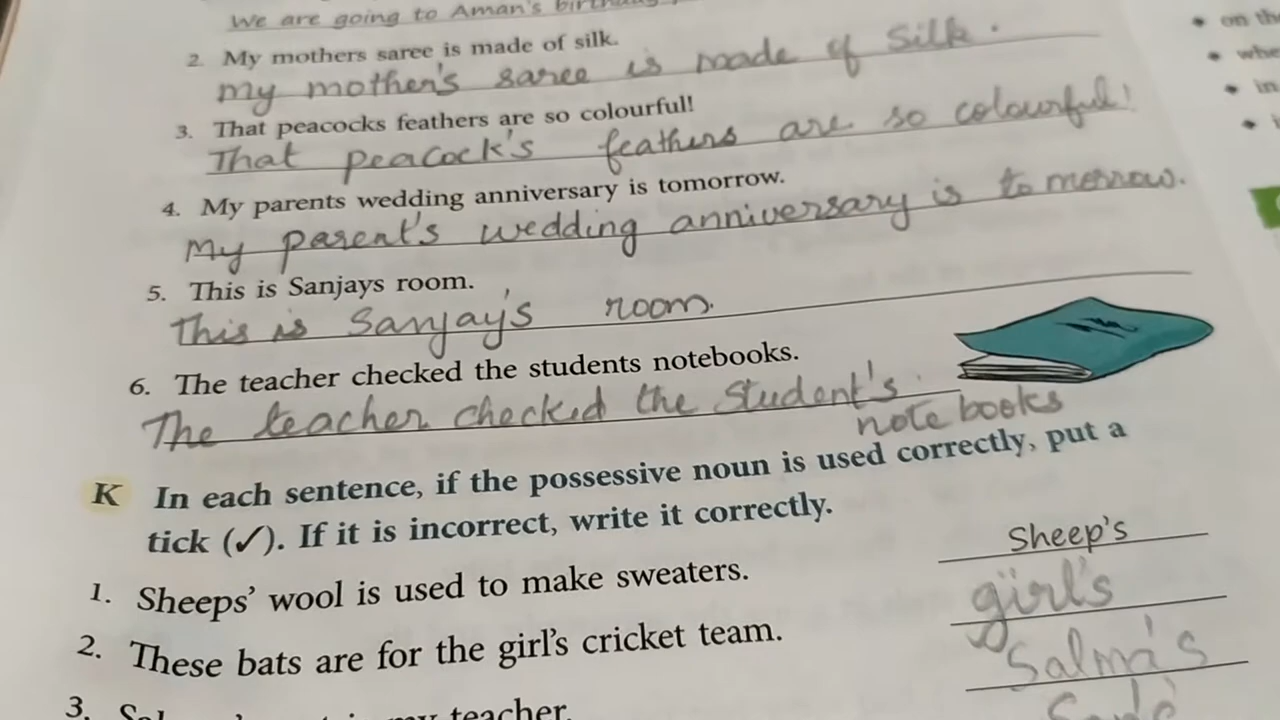 We are going to Aman's birthday
2. My mothers saree is made of silk.
my mother's saree is made of Silk.
3. That peacocks feathers are so colourful!
That peacock's feathers are so colourful!
4. My parents wedding anniversary is tomorrow.
My parent's wedding anniversary is tomorrow.
5. This is Sanjays room.
This is Sanjay's room.
6. The teacher checked the students notebooks.
The teacher checked the Student's
note books
K In each sentence, if the possessive noun is used correctly, put a
tick (✓). If it is incorrect, write it correctly.
1. Sheeps' wool is used to make sweaters. Sheep's
2. These bats are for the girl's cricket team. girl's
3. my teacher. Salma's
on
in